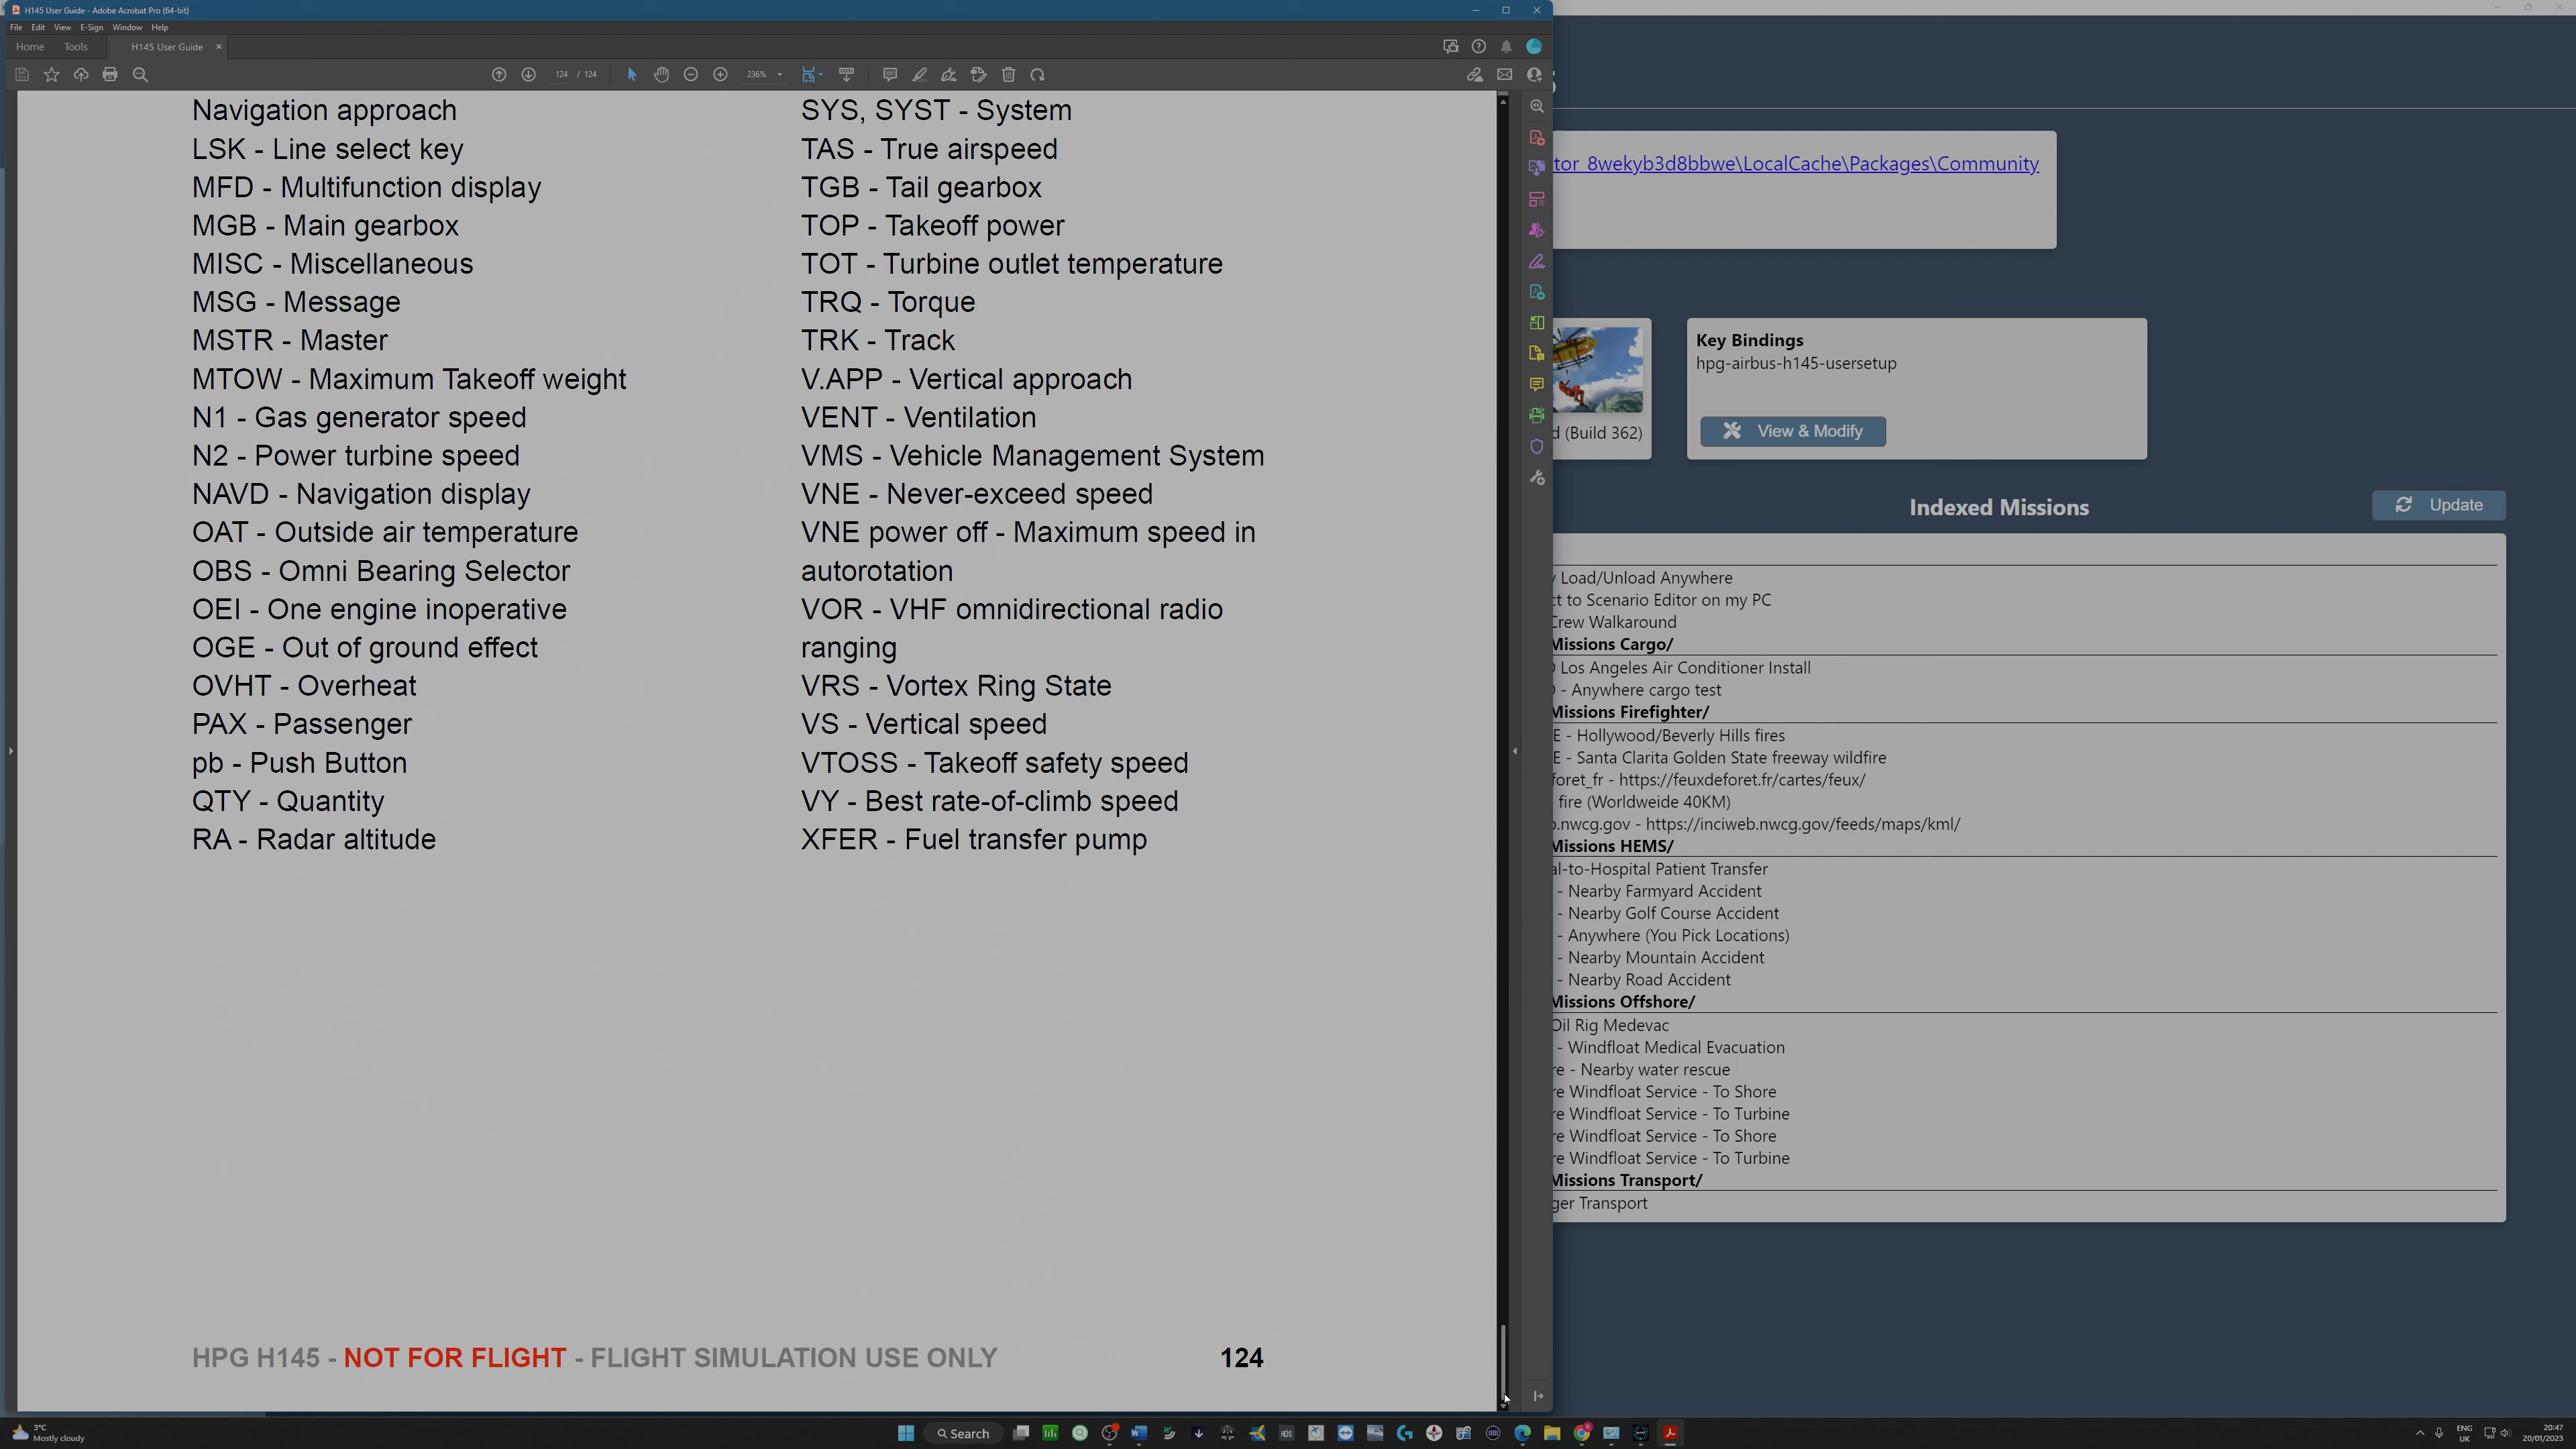 H145 User Guide - Adobe Acrobat Pro (64-bit)
File Edit View E-Sign Window Help
Home Tools H145 User Guide
124 / 124 236%
Navigation approach
LSK - Line select key
MFD - Multifunction display
MGB - Main gearbox
MISC - Miscellaneous
MSG - Message
MSTR - Master
MTOW - Maximum Takeoff weight
N1 - Gas generator speed
N2 - Power turbine speed
NAVD - Navigation display
OAT - Outside air temperature
OBS - Omni Bearing Selector
OEI - One engine inoperative
OGE - Out of ground effect
OVHT - Overheat
PAX - Passenger
pb - Push Button
QTY - Quantity
RA - Radar altitude
SYS, SYST - System
TAS - True airspeed
TGB - Tail gearbox
TOP - Takeoff power
TOT - Turbine outlet temperature
TRQ - Torque
TRK - Track
V.APP - Vertical approach
VENT - Ventilation
VMS - Vehicle Management System
VNE - Never-exceed speed
VNE power off - Maximum speed in
autorotation
VOR - VHF omnidirectional radio
ranging
VRS - Vortex Ring State
VS - Vertical speed
VTOSS - Takeoff safety speed
VY - Best rate-of-climb speed
XFER - Fuel transfer pump
HPG H145 - NOT FOR FLIGHT - FLIGHT SIMULATION USE ONLY 124
tor_8wekyb3d8bbwe\LocalCache\Packages\Community
d (Build 362)
Key Bindings
hpg-airbus-h145-usersetup
View & Modify
Indexed Missions
Update
Load/Unload Anywhere
ct to Scenario Editor on my PC
Crew Walkaround
Missions Cargo/
Los Angeles Air Conditioner Install
- Anywhere cargo test
Missions Firefighter/
E - Hollywood/Beverly Hills fires
E - Santa Clarita Golden State freeway wildfire
foret_fr - https://feuxdeforet.fr/cartes/feux/
fire (Worldweide 40KM)
.nwcg.gov - https://inciweb.nwcg.gov/feeds/maps/kml/
Missions HEMS/
al-to-Hospital Patient Transfer
- Nearby Farmyard Accident
- Nearby Golf Course Accident
- Anywhere (You Pick Locations)
- Nearby Mountain Accident
- Nearby Road Accident
Missions Offshore/
Oil Rig Medevac
- Windfloat Medical Evacuation
re - Nearby water rescue
re Windfloat Service - To Shore
re Windfloat Service - To Turbine
re Windfloat Service - To Shore
re Windfloat Service - To Turbine
Missions Transport/
ger Transport
3°C
Mostly cloudy
Search
HDS
ENG
UK
20:47
20/01/2023